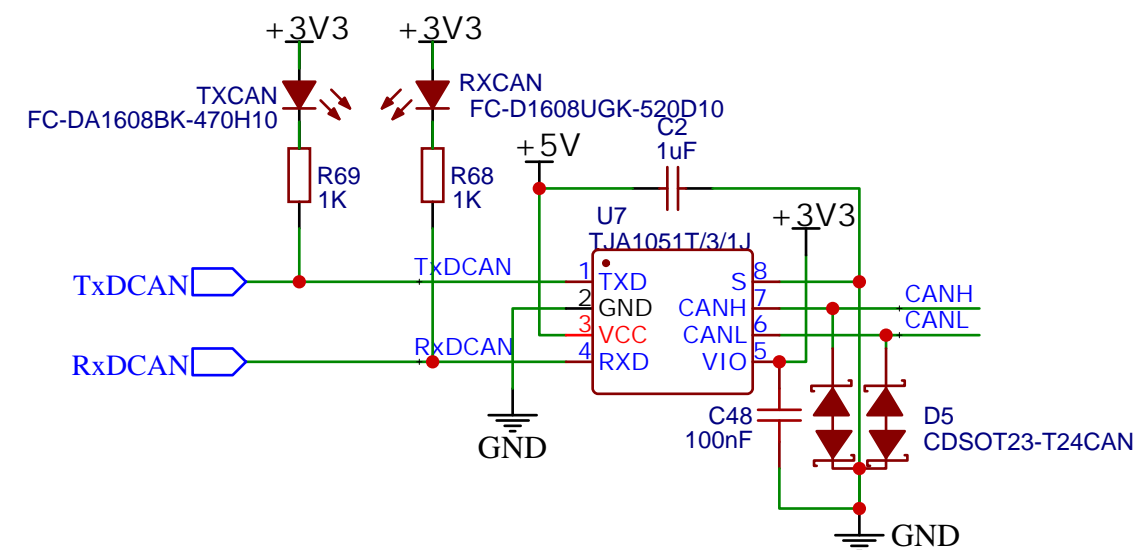 +3V3
+3V3
TXCAN
FC-DA1608BK-470H10
RXCAN
FC-D1608UGK-520D10
C2
1uF
+5V
R69
1K
R68
1K
U7
TJA1051T/3/1J
+3V3
TxDCAN
TxDCAN
1
TXD
S
8
2
GND
CANH
7
CANH
3
VCC
CANL
6
CANL
RxDCAN
RxDCAN
4
RXD
VIO
5
GND
C48
100nF
D5
CDSOT23-T24CAN
GND